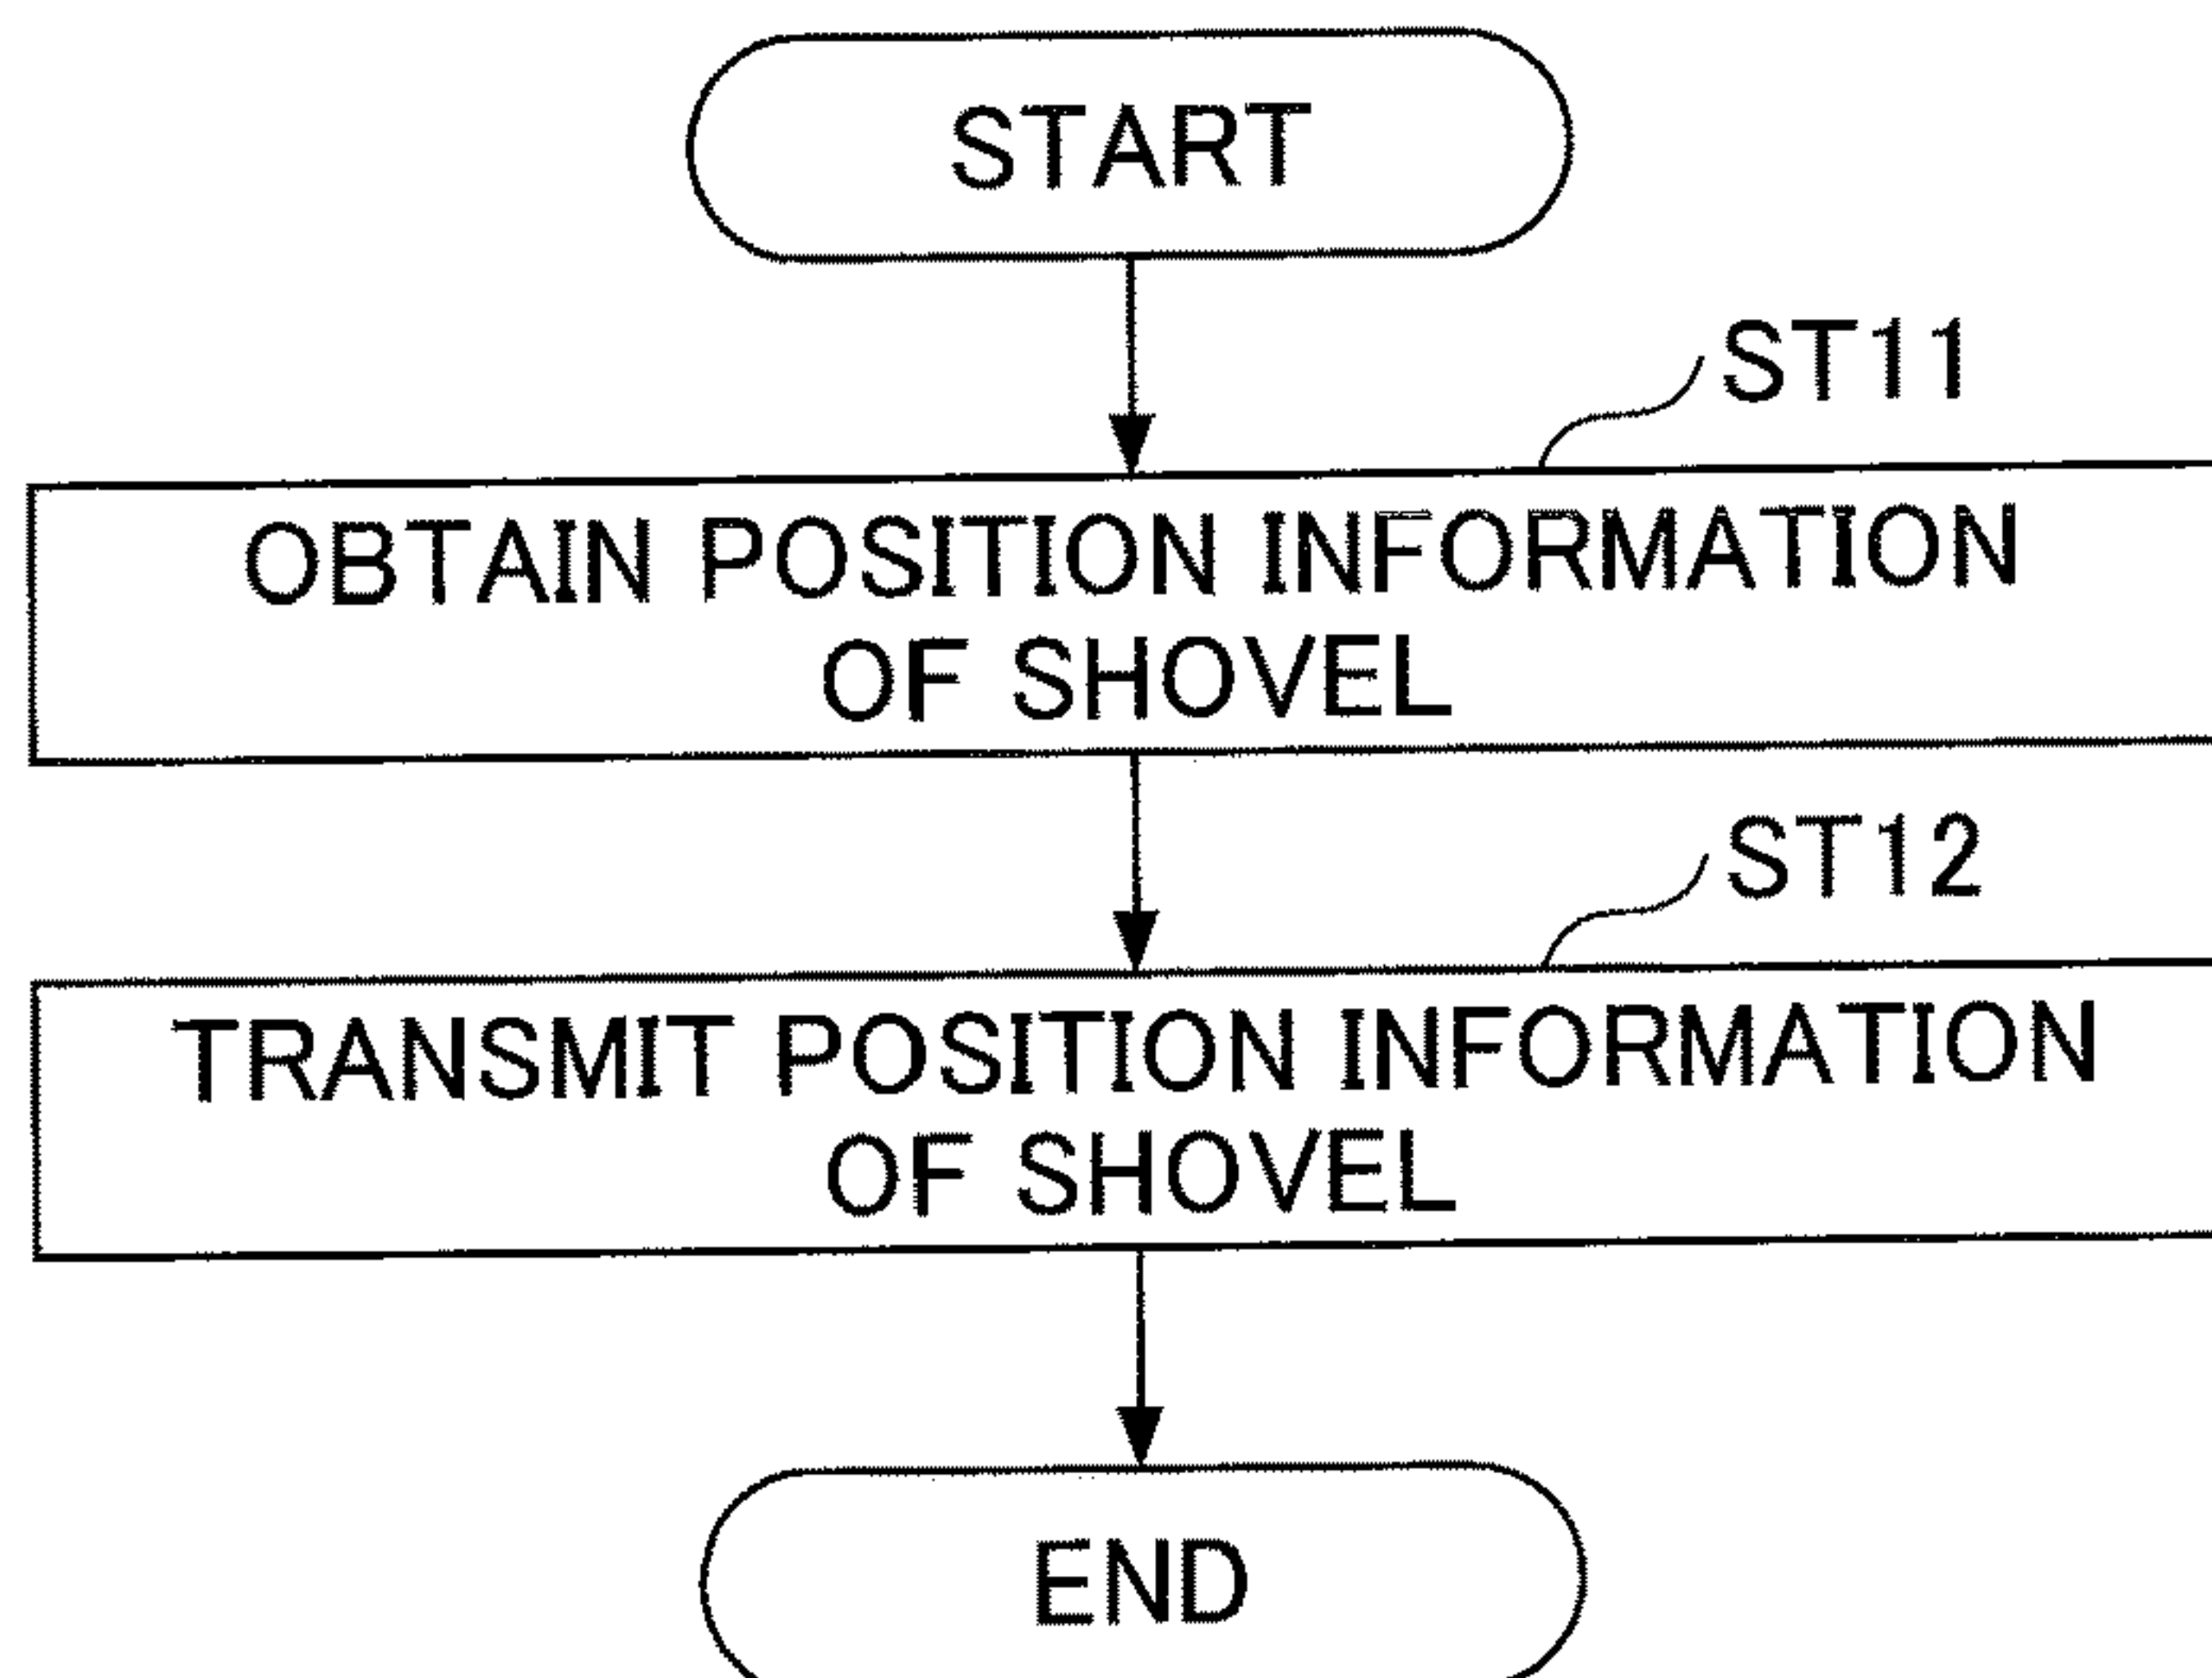 START
ST11
OBTAIN POSITION INFORMATION
OF SHOVEL
ST12
TRANSMIT POSITION INFORMATION
OF SHOVEL
END